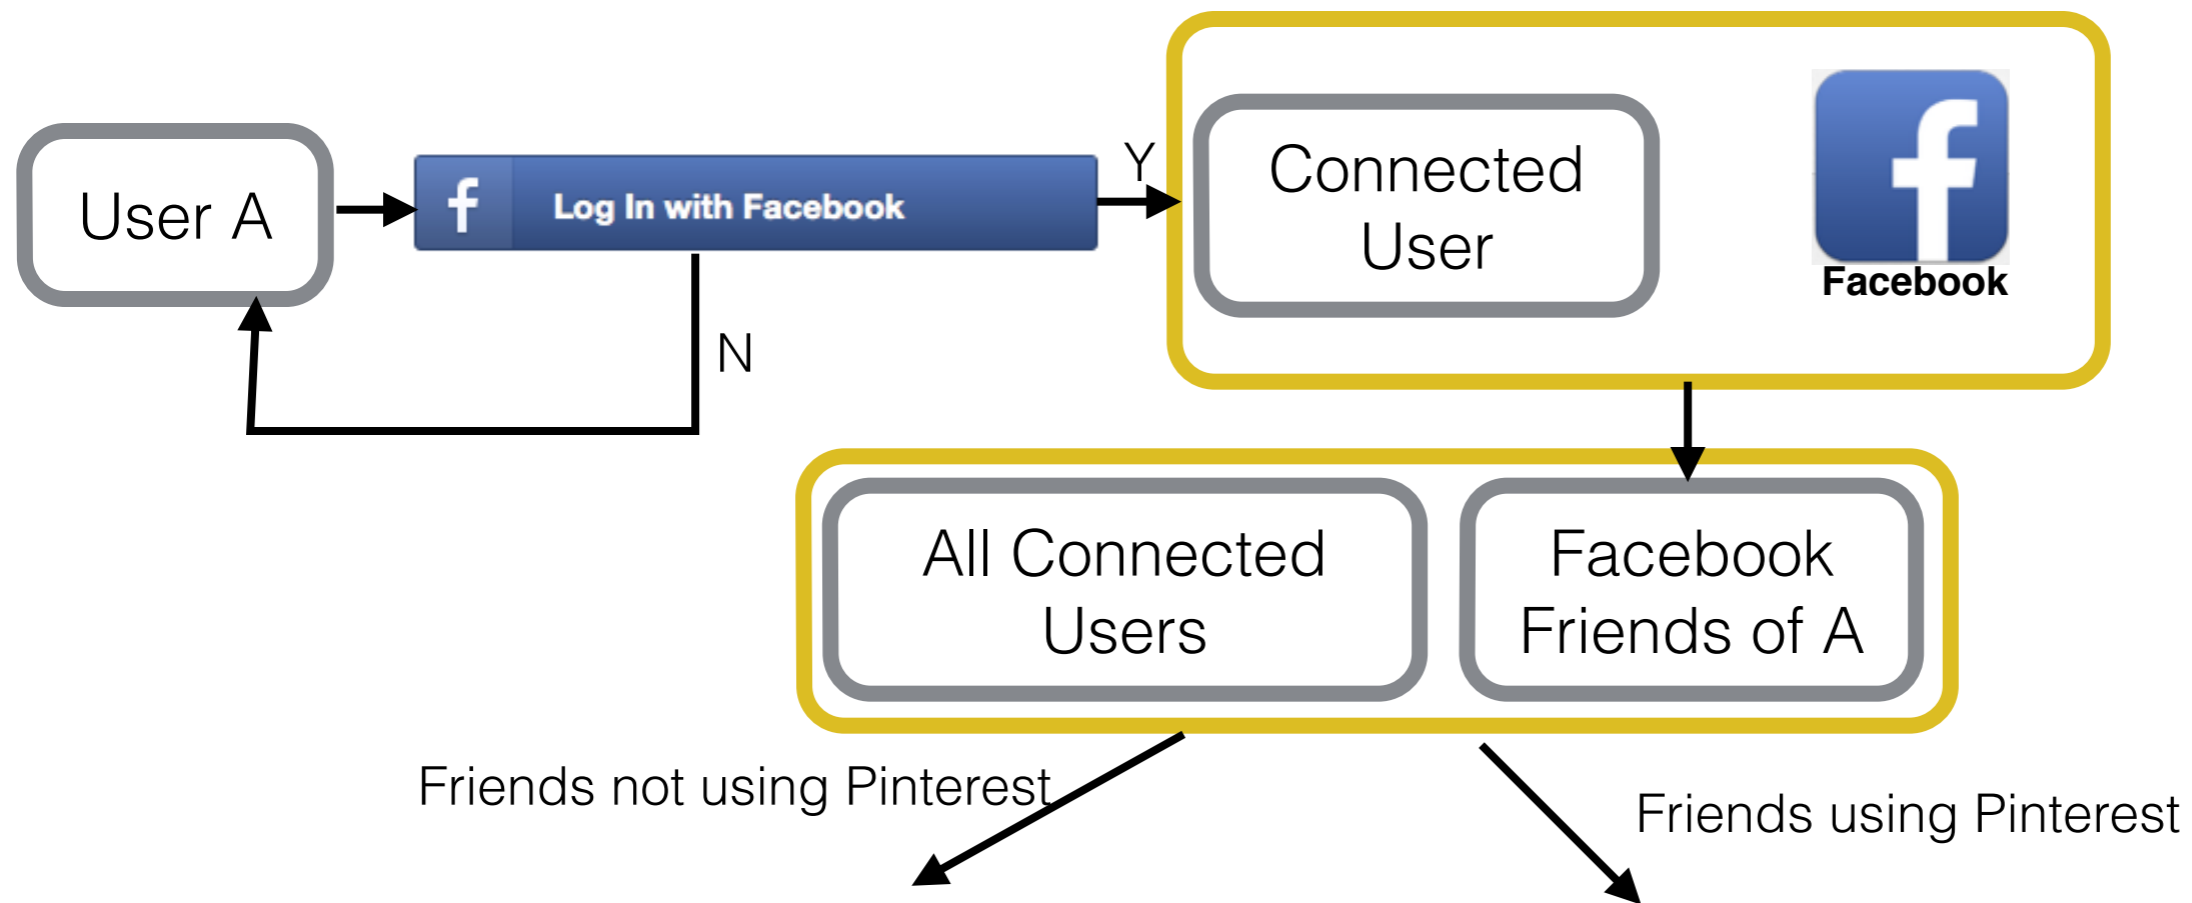 User A
Log In with Facebook
Y
Connected
User
Facebook
N
All Connected
Users
Facebook
Friends of A
Friends not using Pinterest
Friends using Pinterest